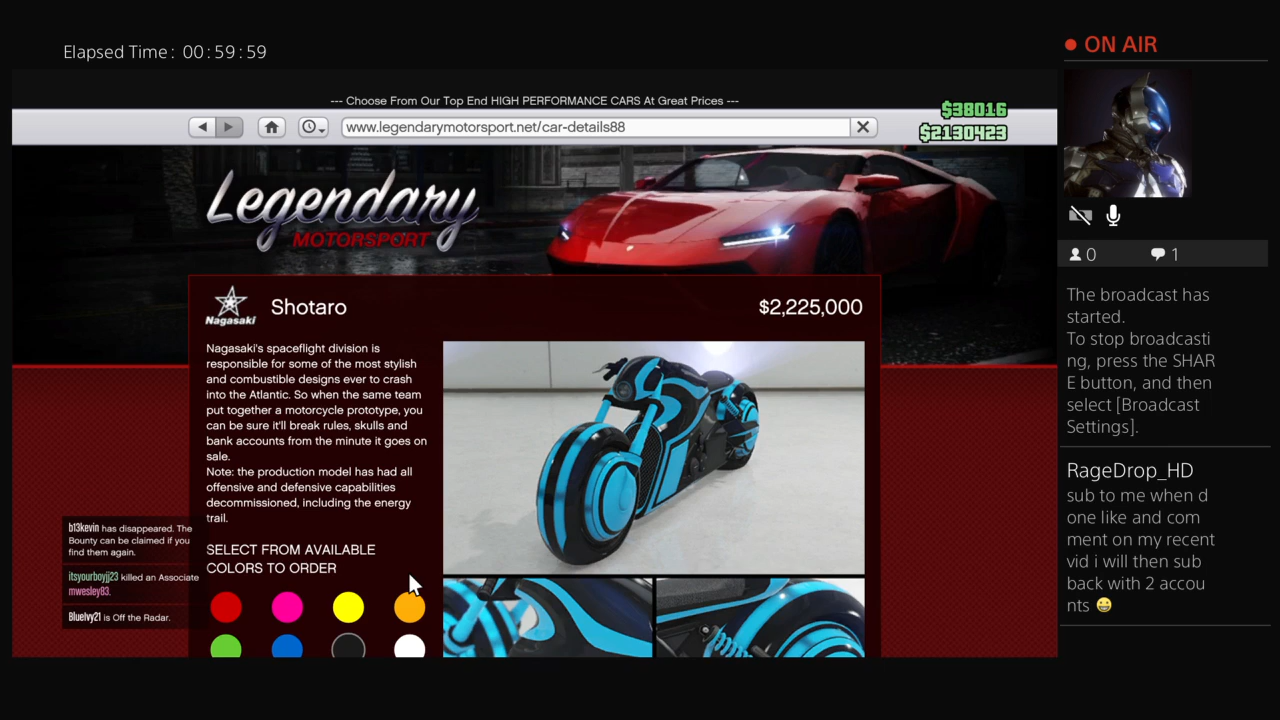 Elapsed Time: 00:59:59
ON AIR
--- Choose From Our Top End HIGH PERFORMANCE CARS At Great Prices ---
$38016
www.legendarymotorsport.net/car-details88
$2130423
Legendary
MOTORSPORT
0
1
Nagasaki
Shotaro
$2,225,000
Nagasaki's spaceflight division is
responsible for some of the most stylish
and combustible designs ever to crash
into the Atlantic. So when the same team
put together a motorcycle prototype, you
can be sure it'll break rules, skulls and
bank accounts from the minute it goes on
sale.
Note: the production model has had all
offensive and defensive capabilities
decommissioned, including the energy
trail.
SELECT FROM AVAILABLE
COLORS TO ORDER
b13kevin has disappeared. The
Bounty can be claimed if you
find them again.
itsyourboyjj23 killed an Associate
mwesley83.
BlueIvy21 is Off the Radar.
The broadcast has
started.
To stop broadcasti
ng, press the SHAR
E button, and then
select [Broadcast
Settings].
RageDrop_HD
sub to me when d
one like and com
ment on my recent
vid i will then sub
back with 2 accou
nts 😀